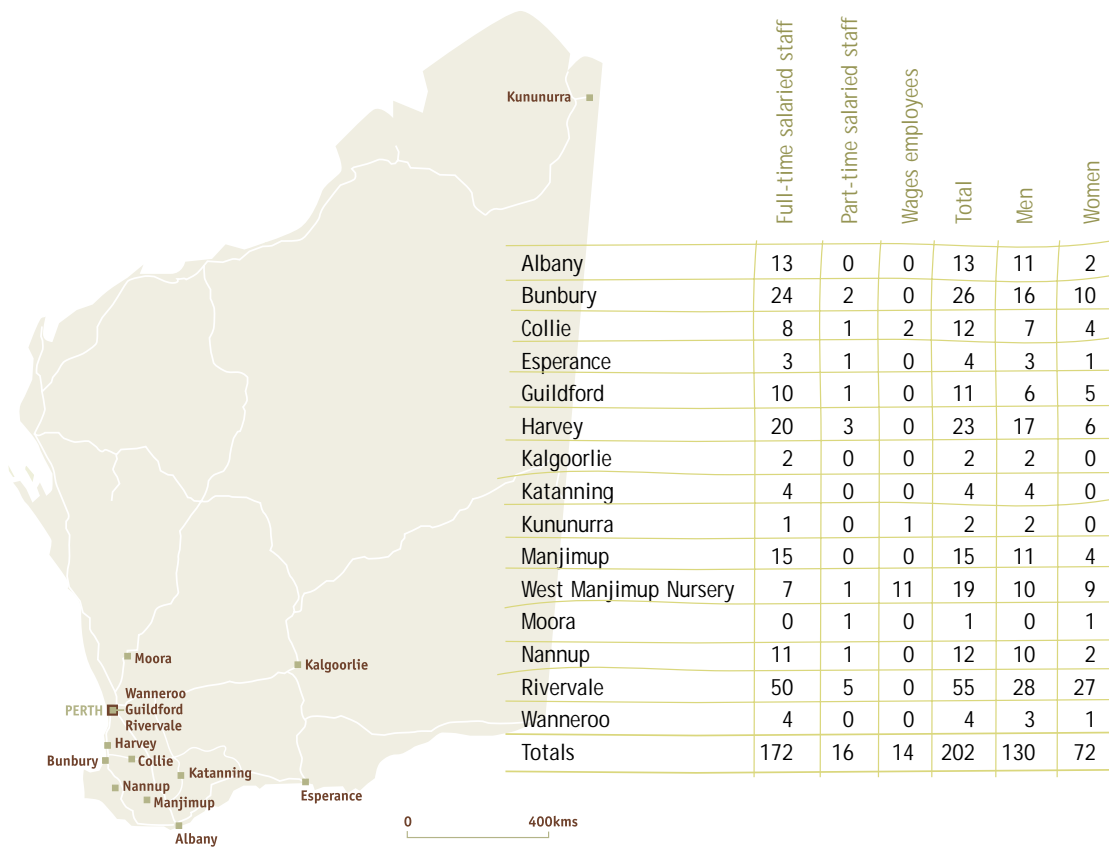 Kununurra
Moora
Kalgoorlie
Wanneroo
PERTH Guildford
Rivervale
Harvey
Bunbury Collie
Katanning
Nannup
Manjimup
Esperance
Albany
0 400kms
Full-time salaried staff Part-time salaried staff Wages employees Total Men Women
Albany 13 0 0 13 11 2
Bunbury 24 2 0 26 16 10
Collie 8 1 2 12 7 4
Esperance 3 1 0 4 3 1
Guildford 10 1 0 11 6 5
Harvey 20 3 0 23 17 6
Kalgoorlie 2 0 0 2 2 0
Katanning 4 0 0 4 4 0
Kununurra 1 0 1 2 2 0
Manjimup 15 0 0 15 11 4
West Manjimup Nursery 7 1 11 19 10 9
Moora 0 1 0 1 0 1
Nannup 11 1 0 12 10 2
Rivervale 50 5 0 55 28 27
Wanneroo 4 0 0 4 3 1
Totals 172 16 14 202 130 72